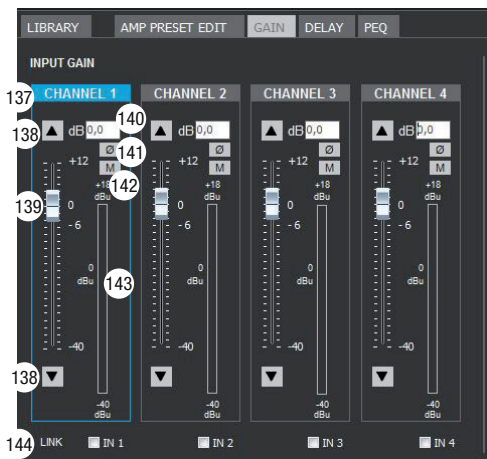 LIBRARY AMP PRESET EDIT GAIN DELAY PEQ
INPUT GAIN
137 CHANNEL 1 CHANNEL 2 CHANNEL 3 CHANNEL 4
138 dB 0,0 140 dB 0,0 dB 0,0 dB 0,0
Ø 141 Ø Ø Ø
+12 M +12 M +12 M +12 M
142 +18 +18 +18 +18
dBu dBu dBu dBu
139 0 0 0 0
-6 -6 -6 -6
0 0 0 0
dBu 143 dBu dBu dBu
-40 -40 -40 -40
138
-40 -40 -40 -40
dBu dBu dBu dBu
144 LINK IN 1 IN 2 IN 3 IN 4